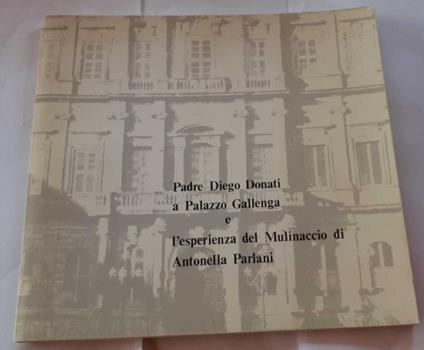 Padre Diego Donati
a Palazzo Gallenga
e
l'esperienza del Mulinaccio di
Antonella Parlani